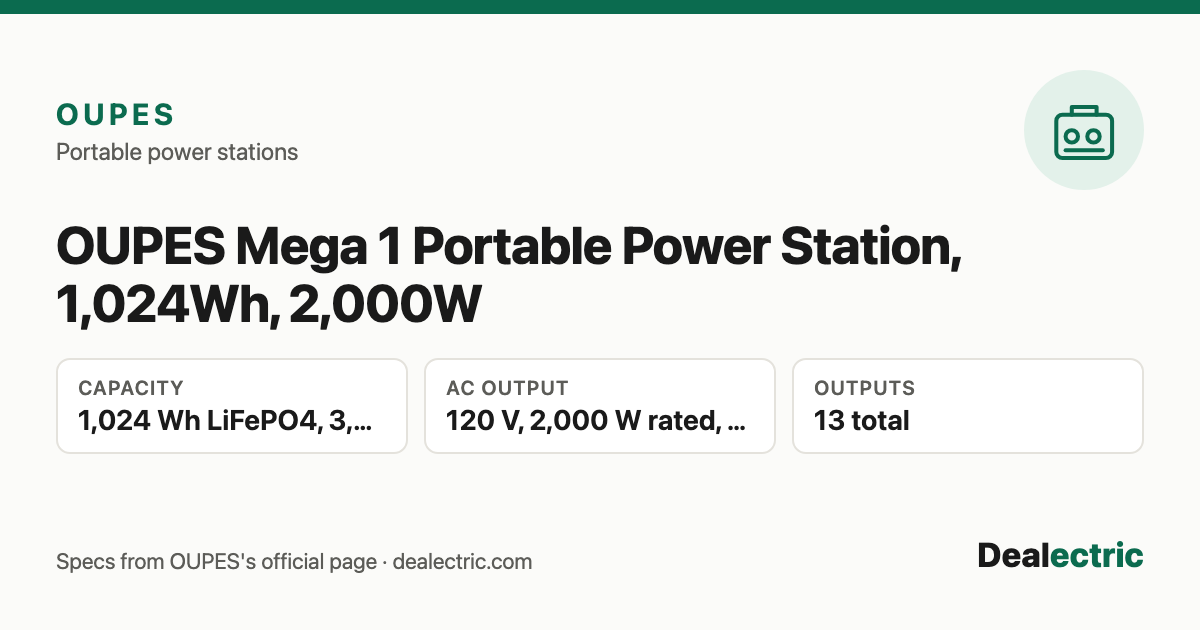 OUPES
Portable power stations
OUPES Mega 1 Portable Power Station,
1,024Wh, 2,000W
CAPACITY
1,024 Wh LiFePO4, 3,...
AC OUTPUT
120 V, 2,000 W rated, ...
OUTPUTS
13 total
Specs from OUPES's official page · dealectric.com
Dealectric